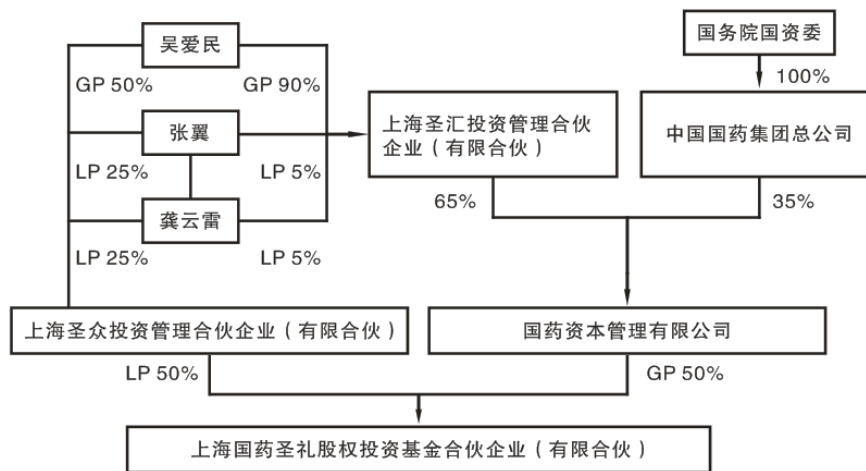 吴爱民
国务院国资委
GP 50%
GP 90%
100%
张翼
上海圣汇投资管理合伙
企业（有限合伙）
中国国药集团总公司
LP 25%
LP 5%
65%
35%
龚云雷
LP 25%
LP 5%
上海圣众投资管理合伙企业（有限合伙）
国药资本管理有限公司
LP 50%
GP 50%
上海国药圣礼股权投资基金合伙企业（有限合伙）